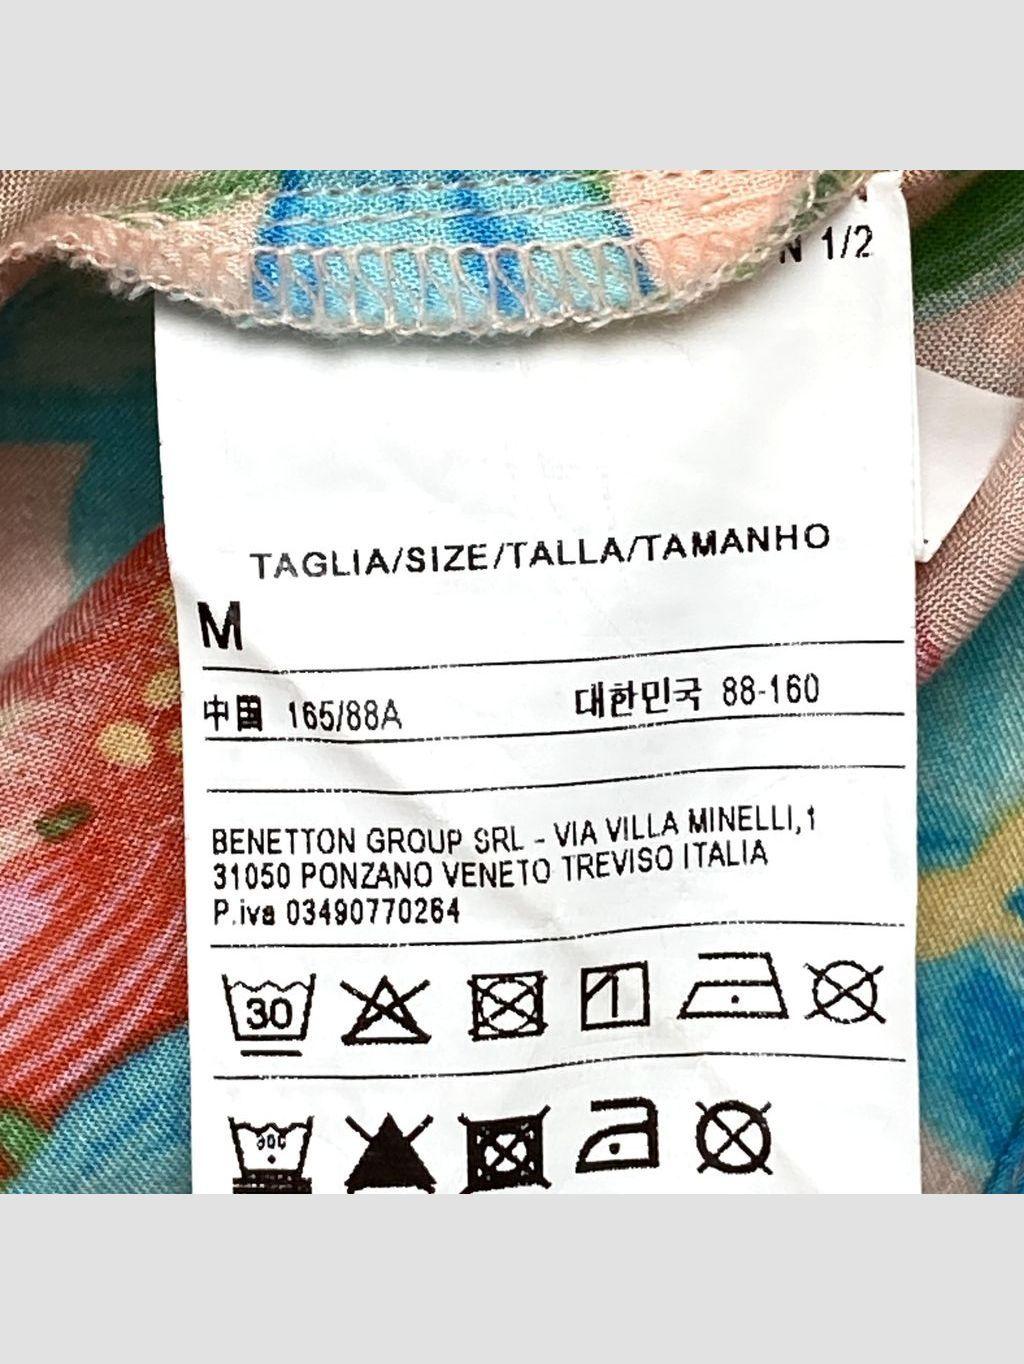 N 1/2
TAGLIA/SIZE/TALLA/TAMANHO
M
中国 165/88A 대한민국 88-160
BENETTON GROUP SRL - VIA VILLA MINELLI,1
31050 PONZANO VENETO TREVISO ITALIA
P.iva 03490770264
30